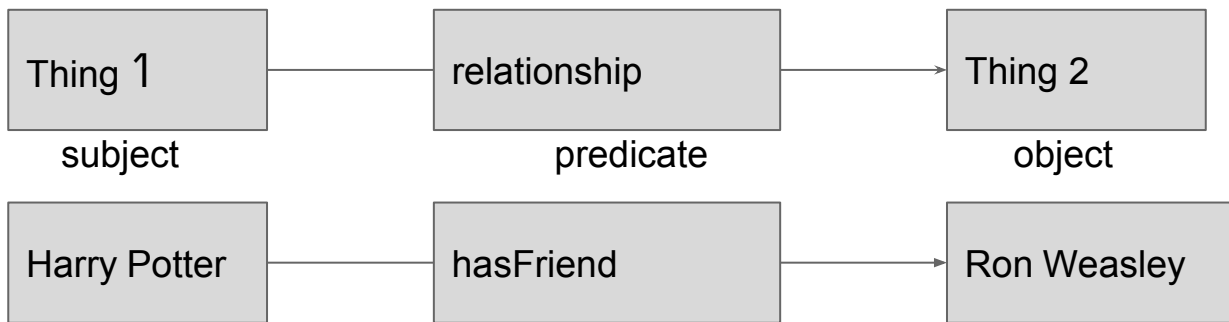 Thing 1 relationship Thing 2
subject predicate object
Harry Potter hasFriend Ron Weasley